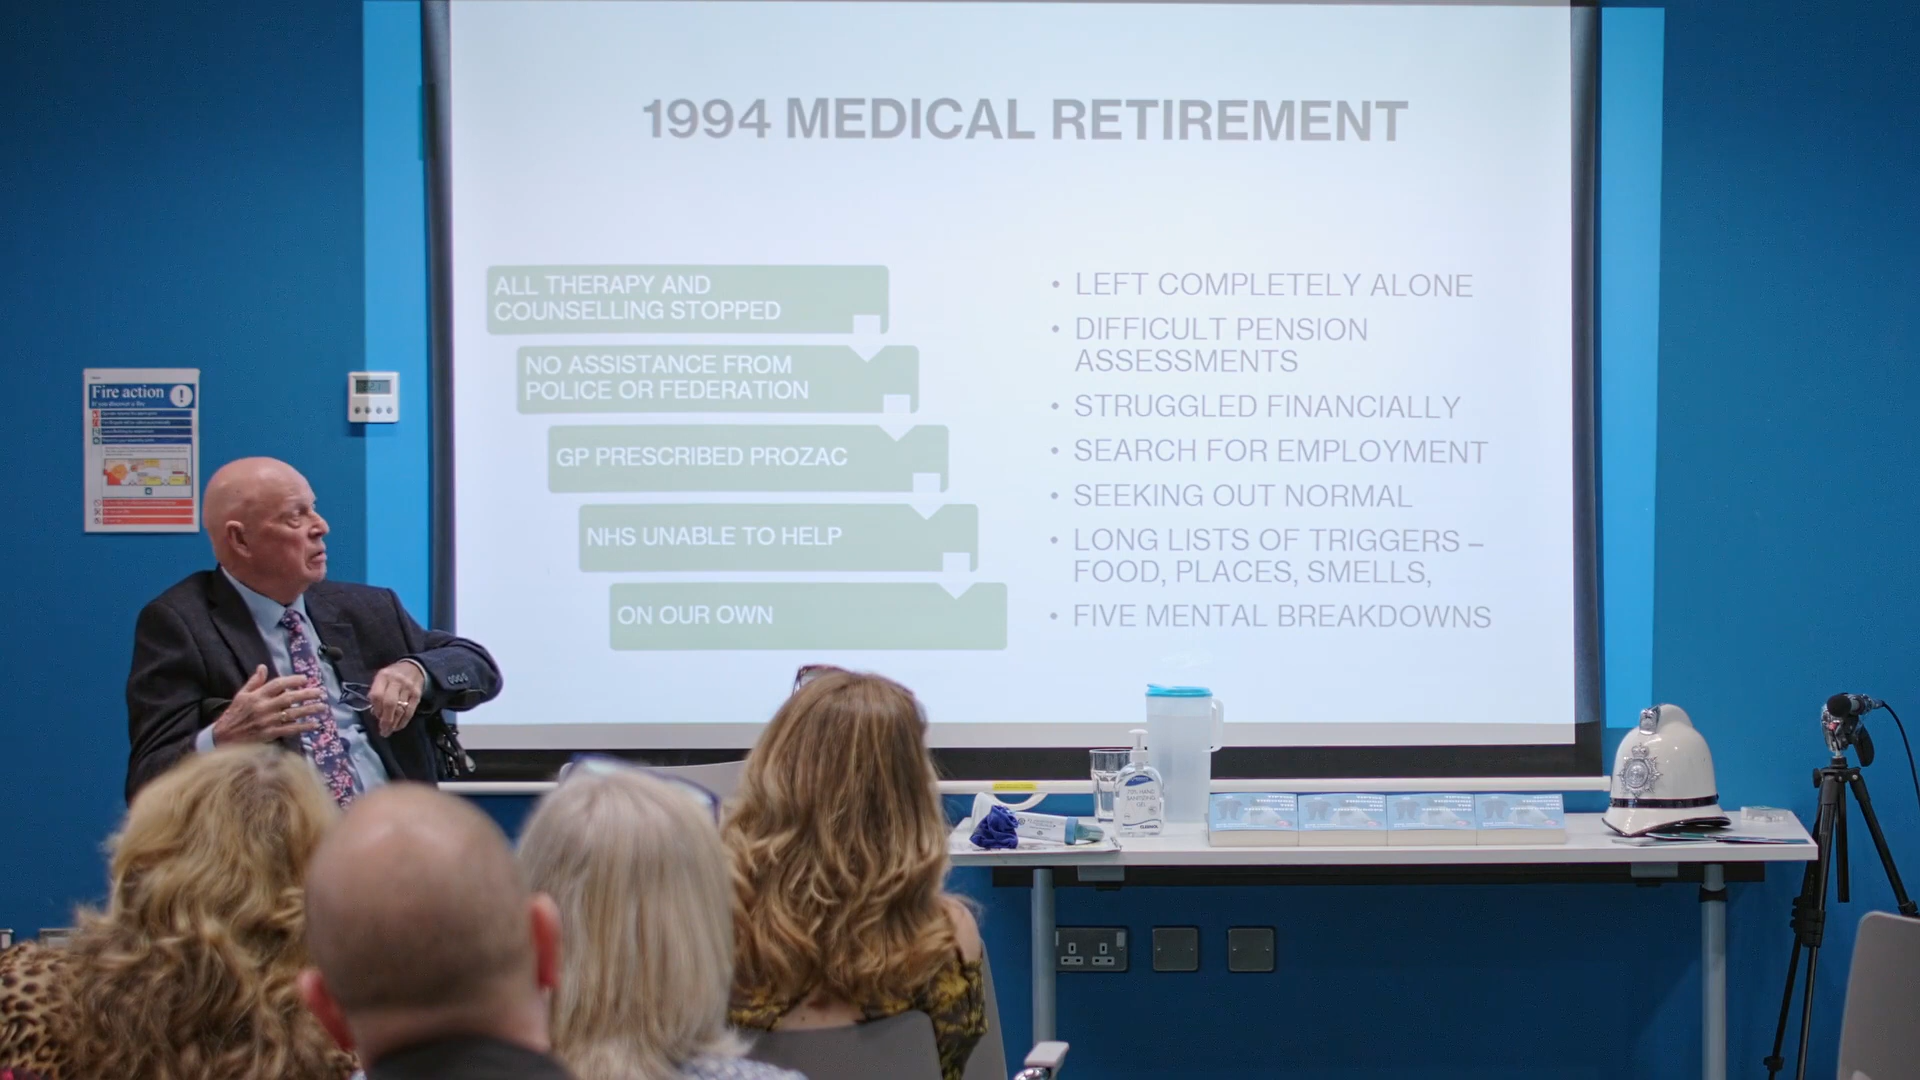 1994 MEDICAL RETIREMENT
ALL THERAPY AND
COUNSELLING STOPPED
NO ASSISTANCE FROM
POLICE OR FEDERATION
GP PRESCRIBED PROZAC
NHS UNABLE TO HELP
ON OUR OWN
• LEFT COMPLETELY ALONE
• DIFFICULT PENSION
ASSESSMENTS
• STRUGGLED FINANCIALLY
• SEARCH FOR EMPLOYMENT
• SEEKING OUT NORMAL
• LONG LISTS OF TRIGGERS –
FOOD, PLACES, SMELLS,
• FIVE MENTAL BREAKDOWNS
Fire action